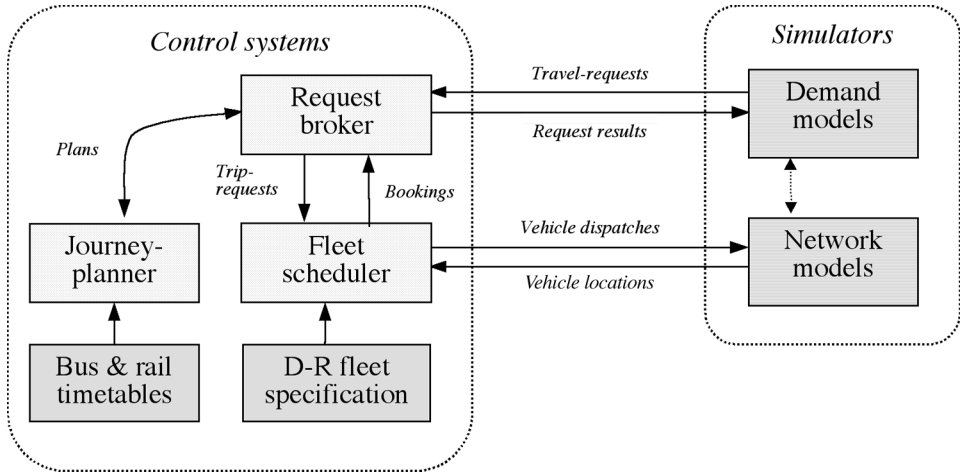 Control systems
Simulators
Request
broker
Travel-requests
Request results
Demand
models
Plans
Trip-
requests
Bookings
Journey-
planner
Fleet
scheduler
Vehicle dispatches
Vehicle locations
Network
models
Bus & rail
timetables
D-R fleet
specification